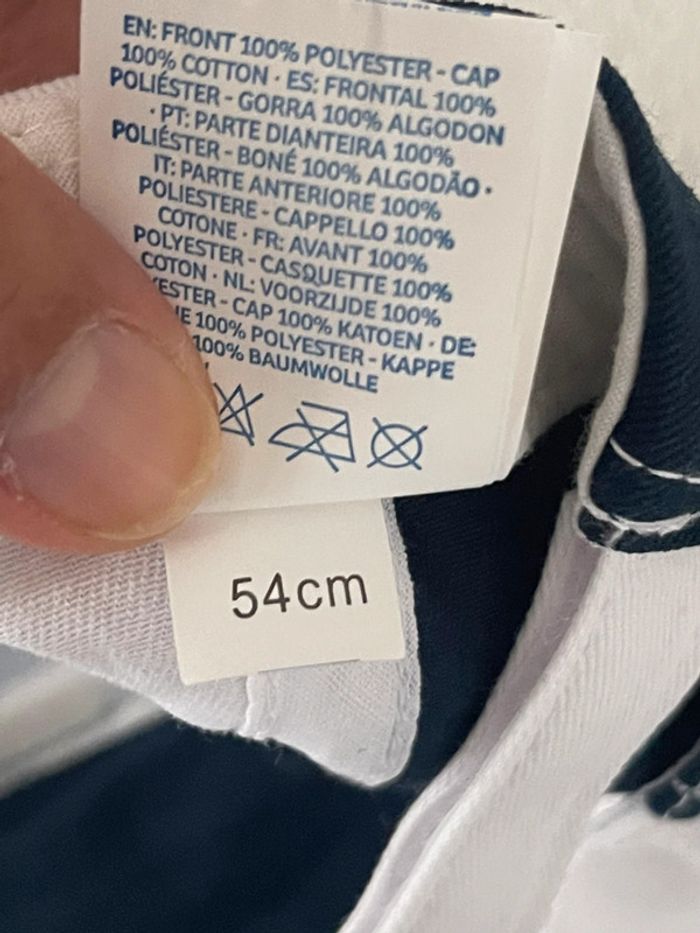 EN: FRONT 100% POLYESTER - CAP
100% COTTON · ES: FRONTAL 100%
POLIÉSTER - GORRA 100% ALGODON
· PT: PARTE DIANTEIRA 100%
POLIÉSTER - BONÉ 100% ALGODÃO ·
IT: PARTE ANTERIORE 100%
POLIESTERE - CAPPELLO 100%
COTONE · FR: AVANT 100%
POLYESTER - CASQUETTE 100%
COTON · NL: VOORZIJDE 100%
- CAP 100% KATOEN · DE:
100% POLYESTER - KAPPE
100% BAUMWOLLE
54cm